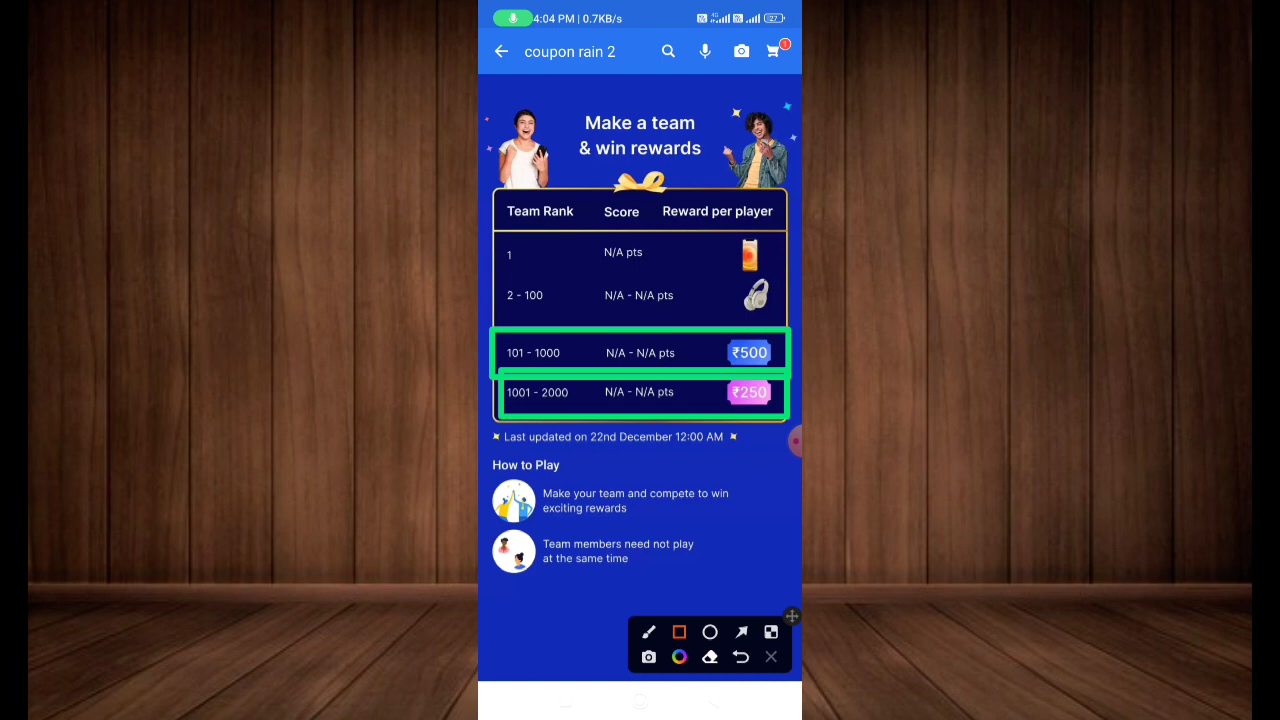 4:04 PM | 0.7KB/s
27
coupon rain 2
1
Make a team
& win rewards
Team Rank Score Reward per player
1 N/A pts
2 - 100 N/A - N/A pts
101 - 1000 N/A - N/A pts ₹500
1001 - 2000 N/A - N/A pts ₹250
Last updated on 22nd December 12:00 AM
How to Play
Make your team and compete to win
exciting rewards
Team members need not play
at the same time